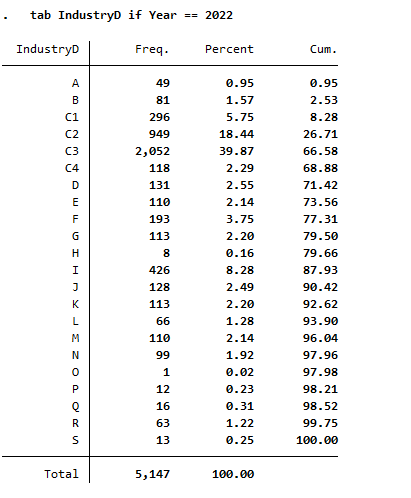 . tab IndustryD if Year == 2022
IndustryD Freq. Percent Cum.
A 49 0.95 0.95
B 81 1.57 2.53
C1 296 5.75 8.28
C2 949 18.44 26.71
C3 2,052 39.87 66.58
C4 118 2.29 68.88
D 131 2.55 71.42
E 110 2.14 73.56
F 193 3.75 77.31
G 113 2.20 79.50
H 8 0.16 79.66
I 426 8.28 87.93
J 128 2.49 90.42
K 113 2.20 92.62
L 66 1.28 93.90
M 110 2.14 96.04
N 99 1.92 97.96
O 1 0.02 97.98
P 12 0.23 98.21
Q 16 0.31 98.52
R 63 1.22 99.75
S 13 0.25 100.00
Total 5,147 100.00